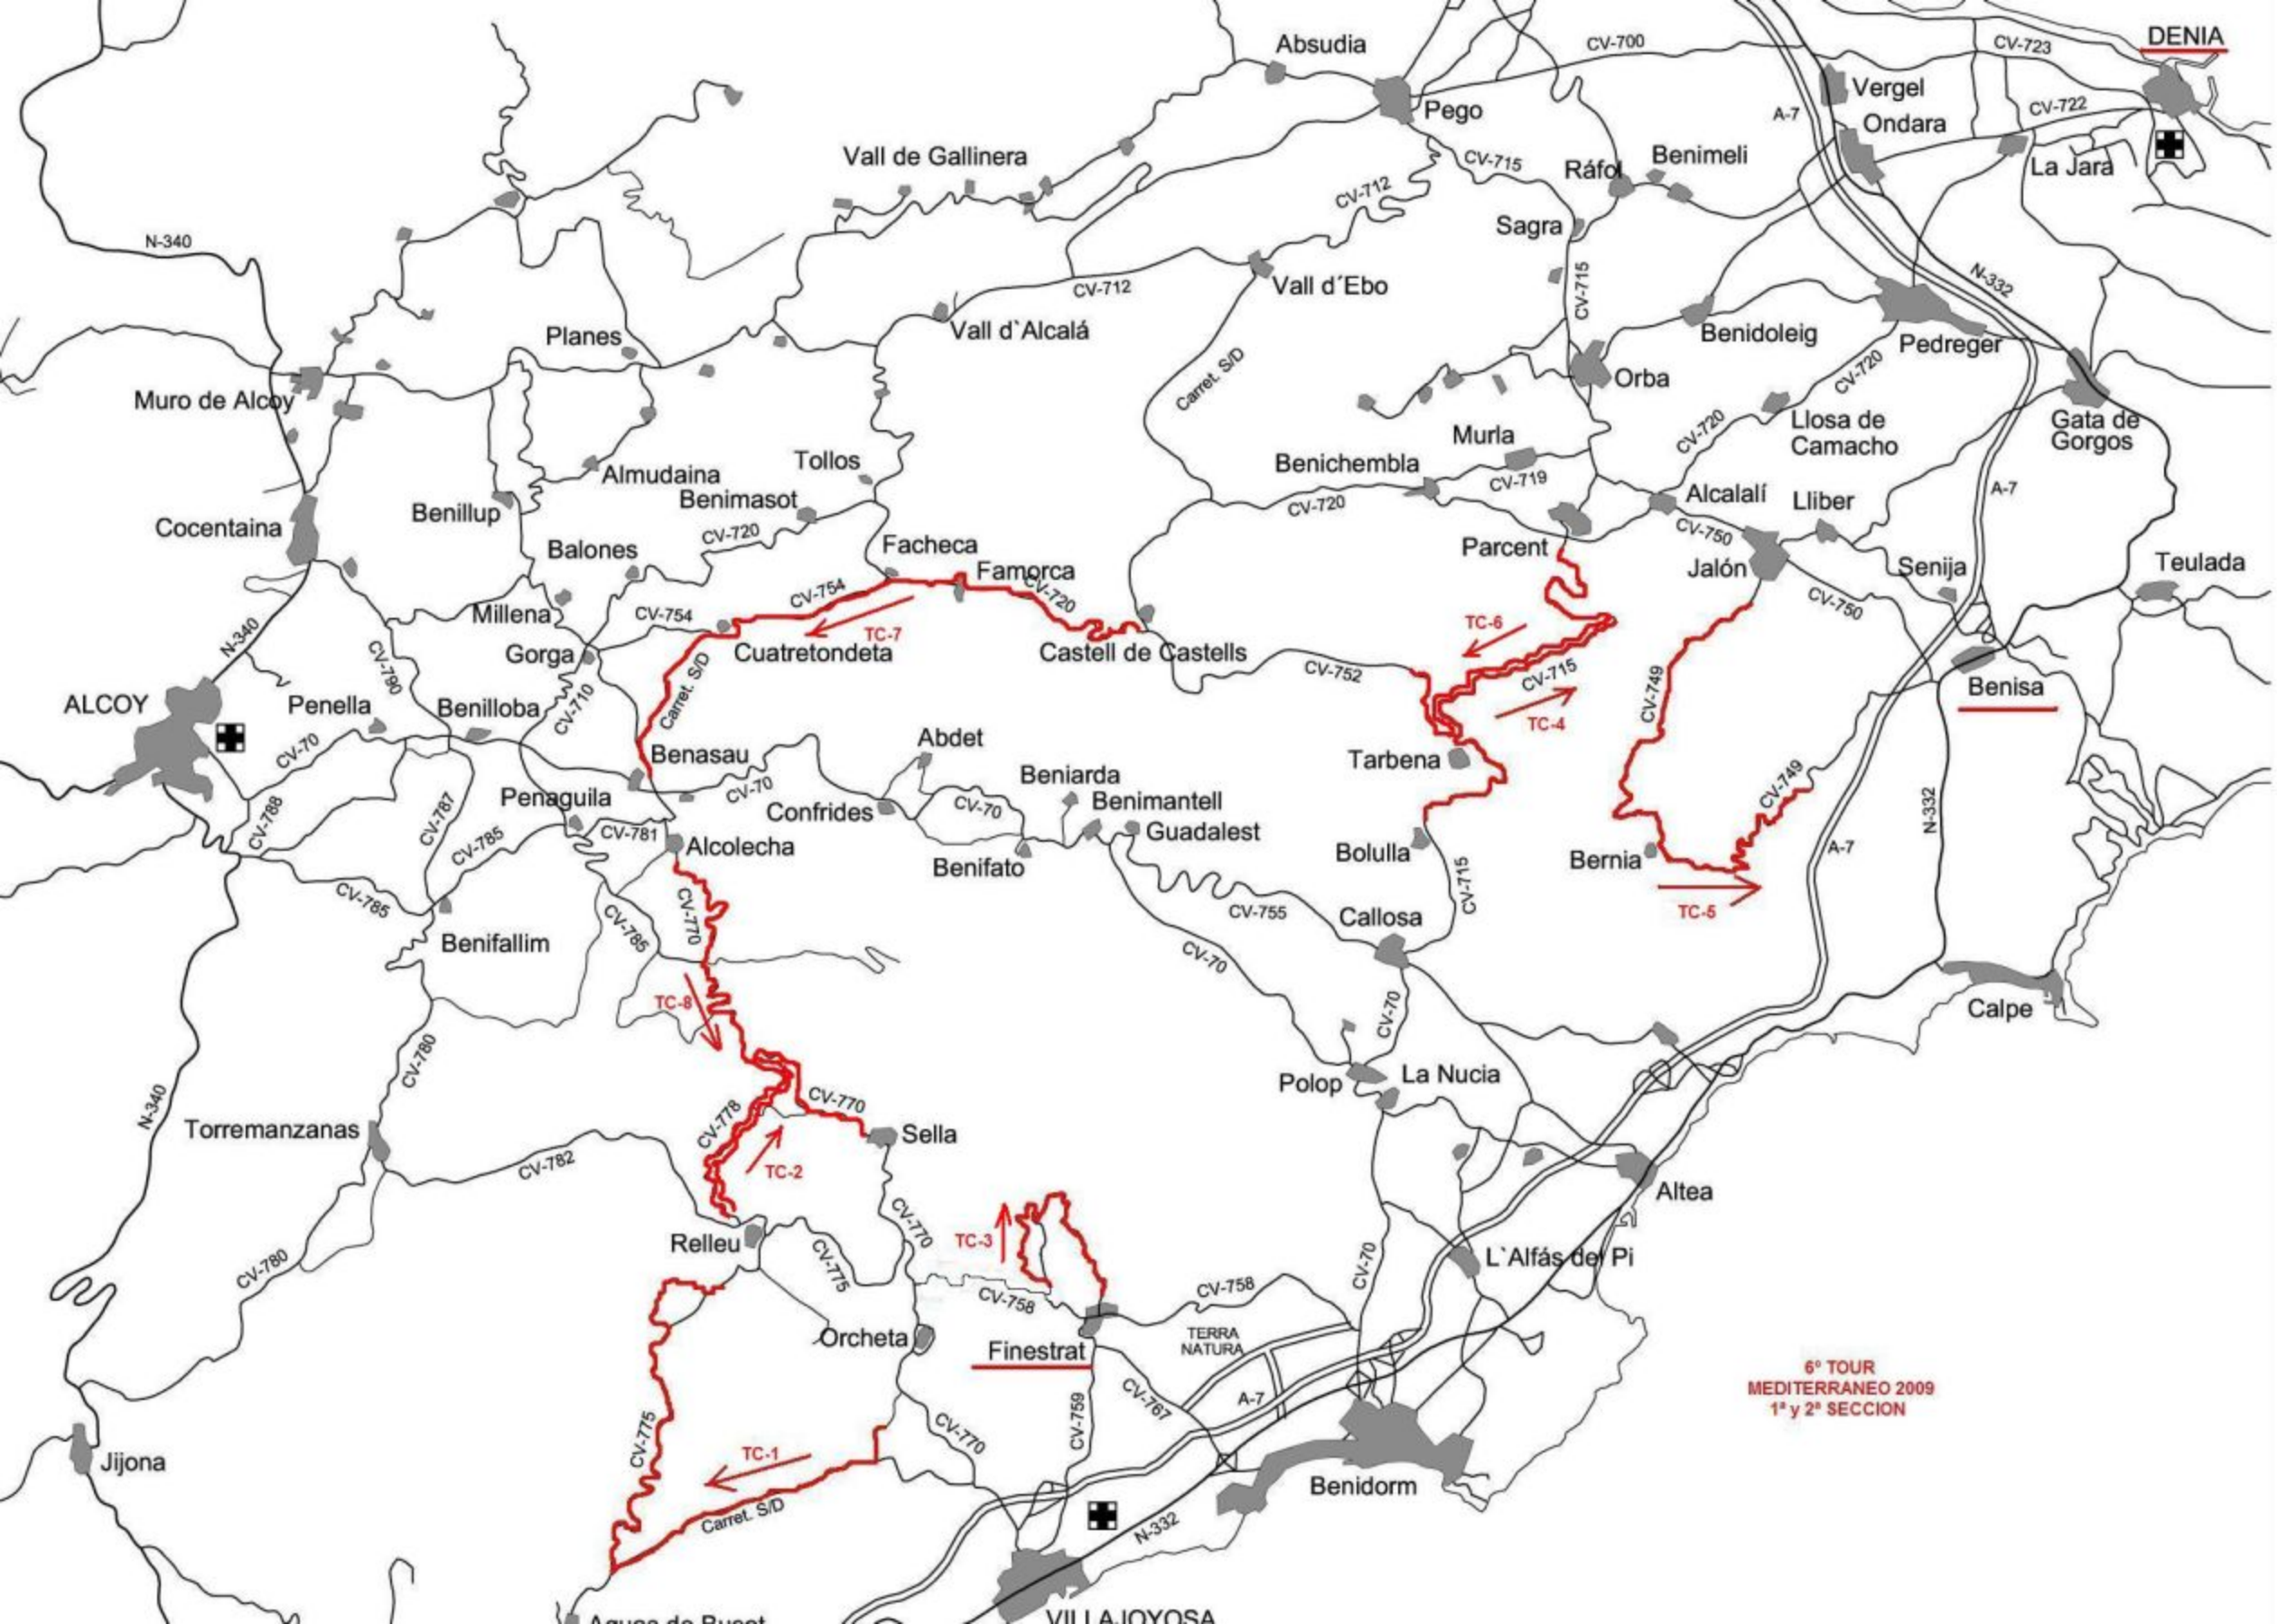 Absudia
CV-700
CV-723
DENIA
Vergel
Pego
A-7
CV-722
Ondara
Vall de Gallinera
CV-715
Ráfol
Benimeli
La Jara
CV-712
Sagra
N-340
Vall d´Ebo
CV-712
CV-715
N-332
Planes
Vall d`Alcalá
Benidoleig
Pedreger
Carret. S/D
Orba
CV-720
Muro de Alcoy
Llosa de
Camacho
Gata de
Gorgos
CV-720
Murla
Tollos
Benichembla
Almudaina
CV-719
A-7
Benimasot
Alcalalí
Lliber
Benillup
CV-720
Cocentaina
CV-720
CV-750
Balones
Facheca
Parcent
Famorca
Jalón
Senija
Teulada
CV-754
CV-720
CV-750
Millena
CV-754
TC-7
TC-6
N-340
Gorga
Cuatretondeta
Castell de Castells
CV-790
CV-752
CV-715
Carret. S/D
Benisa
CV-749
ALCOY
Penella
Benilloba
CV-710
TC-4
Abdet
CV-70
Benasau
Tarbena
Beniarda
CV-70
CV-749
Penaguila
Confrides
CV-70
Benimantell
CV-788
CV-787
CV-781
Guadalest
N-332
CV-785
Alcolecha
Benifato
Bolulla
Bernia
A-7
CV-785
CV-715
CV-770
CV-755
Callosa
TC-5
CV-785
Benifallim
CV-70
TC-8
CV-70
Calpe
CV-780
Polop
La Nucia
N-340
CV-778
CV-770
Torremanzanas
Sella
CV-782
TC-2
Altea
CV-770
Relleu
TC-3
CV-780
CV-775
CV-70
L`Alfás del Pi
CV-758
CV-758
Orcheta
TERRA
NATURA
Finestrat
6º TOUR
MEDITERRANEO 2009
1ª y 2ª SECCION
CV-767
A-7
CV-759
CV-775
CV-770
TC-1
Jijona
Benidorm
Carret. S/D
N-332
Aguas de Busot
VILLAJOYOSA